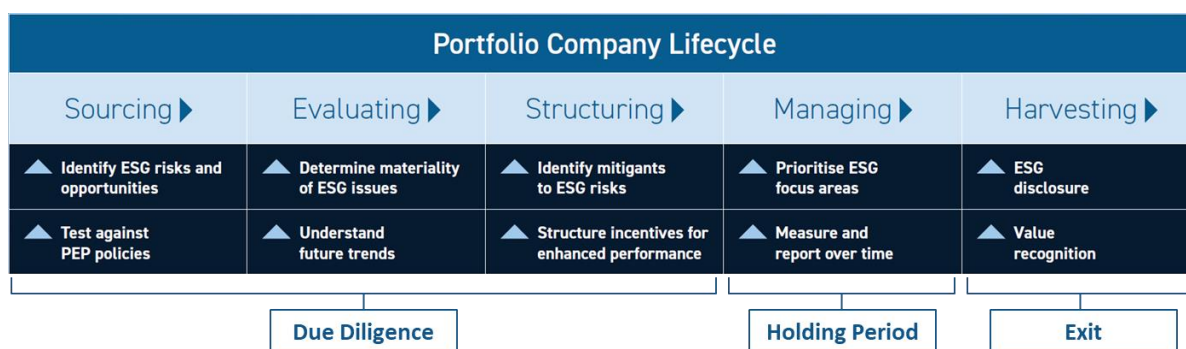 Portfolio Company Lifecycle
Sourcing
Evaluating
Structuring
Managing
Harvesting
Identify ESG risks and
opportunities
Determine materiality
of ESG issues
Identify mitigants
to ESG risks
Prioritise ESG
focus areas
ESG
disclosure
Test against
PEP policies
Understand
future trends
Structure incentives for
enhanced performance
Measure and
report over time
Value
recognition
Due Diligence
Holding Period
Exit